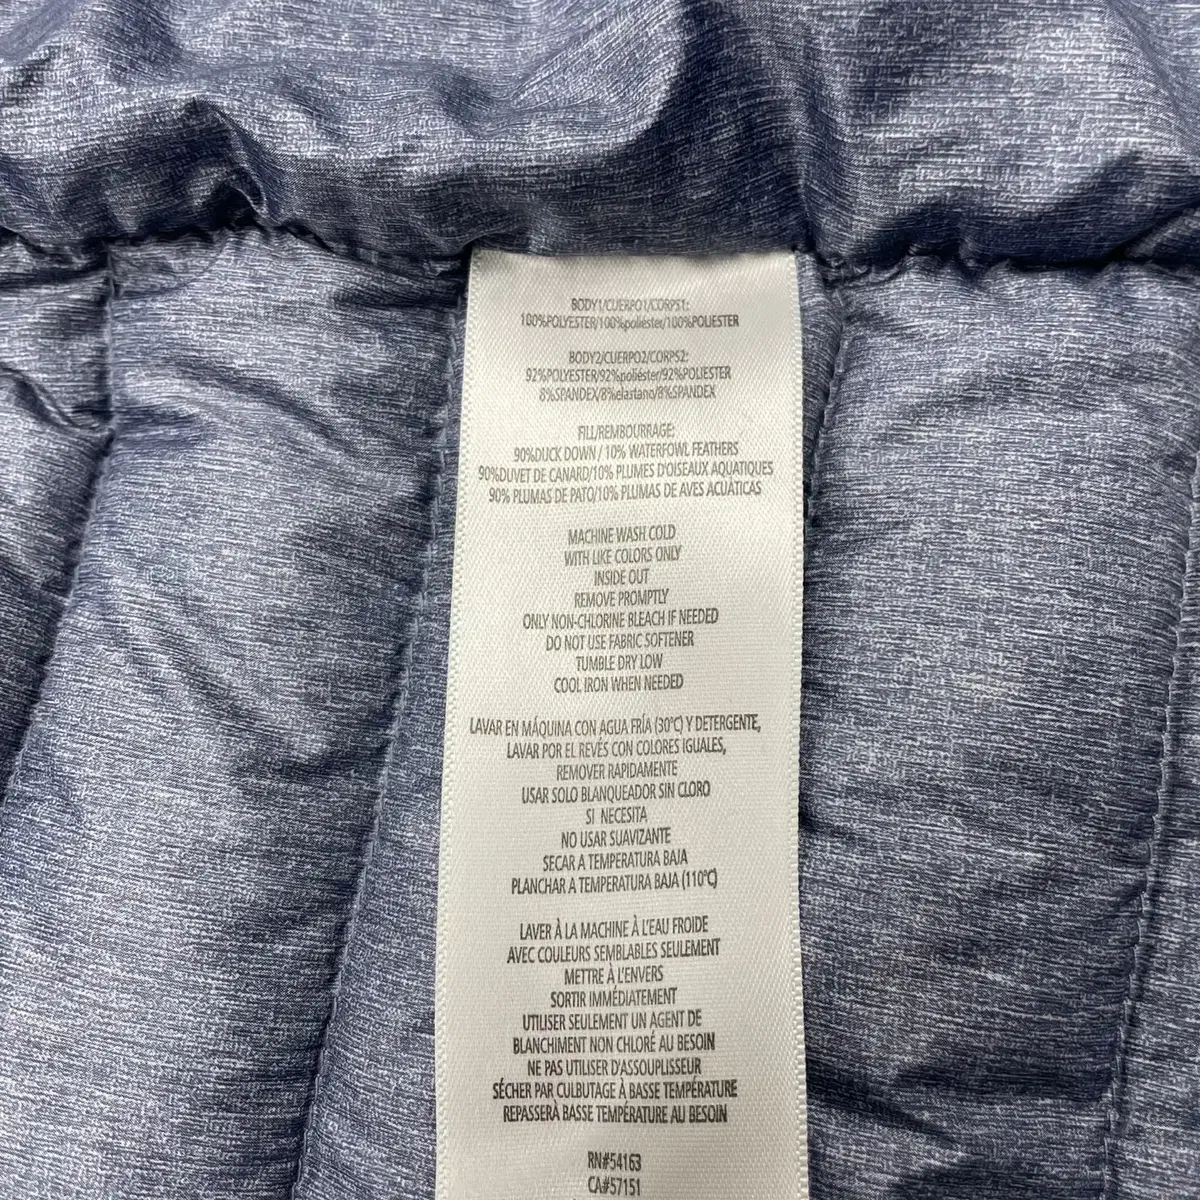 BODY1/CUERPO1/CORPS1:
100%POLYESTER/100%poliéster/100%POLIESTER
BODY2/CUERPO2/CORPS2:
92%POLYESTER/92%poliéster/92%POLIESTER
8%SPANDEX/8%elastano/8%SPANDEX
FILL/REMBOURRAGE:
90%DUCK DOWN / 10% WATERFOWL FEATHERS
90%DUVET DE CANARD/10% PLUMES D'OISEAUX AQUATIQUES
90% PLUMAS DE PATO/10% PLUMAS DE AVES ACUÁTICAS
MACHINE WASH COLD
WITH LIKE COLORS ONLY
INSIDE OUT
REMOVE PROMPTLY
ONLY NON-CHLORINE BLEACH IF NEEDED
DO NOT USE FABRIC SOFTENER
TUMBLE DRY LOW
COOL IRON WHEN NEEDED
LAVAR EN MÁQUINA CON AGUA FRÍA (30°C) Y DETERGENTE,
LAVAR POR EL REVÉS CON COLORES IGUALES,
REMOVER RAPIDAMENTE
USAR SOLO BLANQUEADOR SIN CLORO
SI NECESITA
NO USAR SUAVIZANTE
SECAR A TEMPERATURA BAJA
PLANCHAR A TEMPERATURA BAJA (110°C)
LAVER À LA MACHINE À L'EAU FROIDE
AVEC COULEURS SEMBLABLES SEULEMENT
METTRE À L'ENVERS
SORTIR IMMÉDIATEMENT
UTILISER SEULEMENT UN AGENT DE
BLANCHIMENT NON CHLORÉ AU BESOIN
NE PAS UTILISER D'ASSOUPLISSEUR
SÉCHER PAR CULBUTAGE À BASSE TEMPÉRATURE
REPASSER À BASSE TEMPÉRATURE AU BESOIN
RN#54163
CA#57151